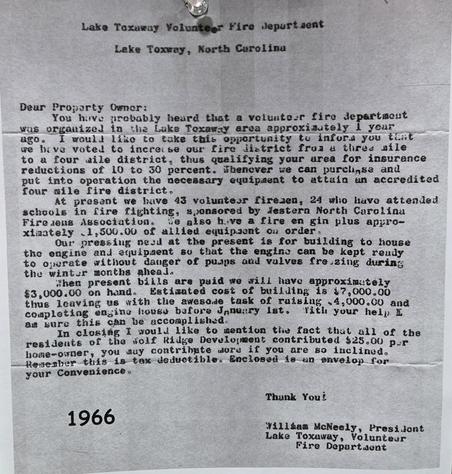 Lake Toxaway Volunteer Fire Department
Lake Toxway, North Carolina
Dear Property Owner:
You have probably heard that a volunteer fire department
was organized in the Lake Toxaway area approximately 1 year
ago. I would like to take this opportunity to inform you that
we have voted to increase our fire district from a three mile
to a four mile district, thus qualifying your area for insurance
reductions of 10 to 30 percent. Whenever we can purchase and
put into operation the necessary equipment to attain an accredited
four mile fire district.
At present we have 43 volunteer firemen, 24 who have attended
schools in fire fighting, sponsored by Western North Carolina
Firemens Association. We also have a fire en gin plus appro-
ximately $1,500.00 of allied equipment on order.
Our pressing need at the present is for building to house
the engine and equipment so that the engine can be kept ready
to operate without danger of pumps and valves freezing during
the winter months ahead.
When present bills are paid we will have approximately
$3,000.00 on hand. Estimated cost of building is $7,000.00
thus leaving us with the awesome task of raising $4,000.00 and
completing engine house before January 1st. With your help I
am sure this can be accomplished.
In closing I would like to mention the fact that all of the
residents of the Wolf Ridge Development contributed $25.00 per
home-owner, you may contribute more if you are so inclined.
Remember this is tax deductible. Enclosed is an envelop for
your Convenience.
Thank You!
1966
William McNeely, President
Lake Toxaway, Volunteer
Fire Department